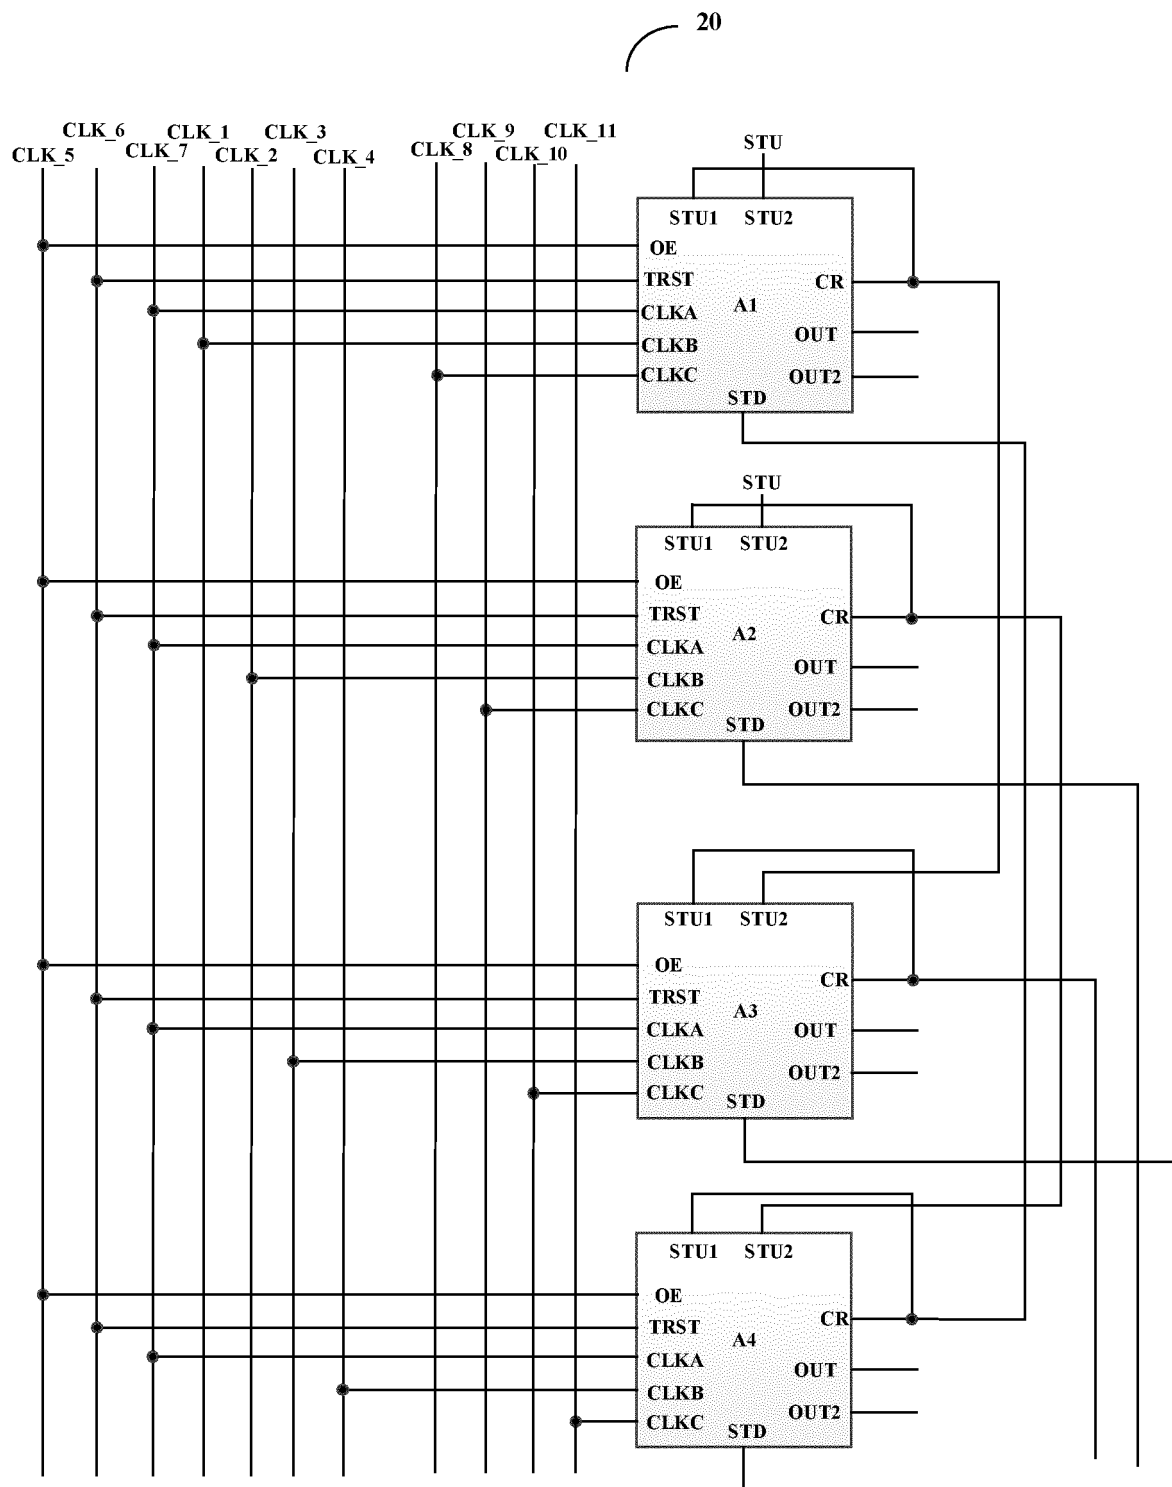 20
CLK_6 CLK_1 CLK_3 CLK_9 CLK_11
CLK_5 CLK_7 CLK_2 CLK_4 CLK_8 CLK_10
STU
STU1 STU2
OE
TRST
CR
CLKA
A1
CLKB
OUT
CLKC
OUT2
STD
STU
STU1 STU2
OE
TRST
CR
A2
CLKA
OUT
CLKB
CLKC
OUT2
STD
STU1 STU2
OE
CR
TRST
A3
CLKA
OUT
CLKB
OUT2
CLKC
STD
STU1 STU2
OE
CR
TRST
A4
CLKA
OUT
CLKB
OUT2
CLKC
STD